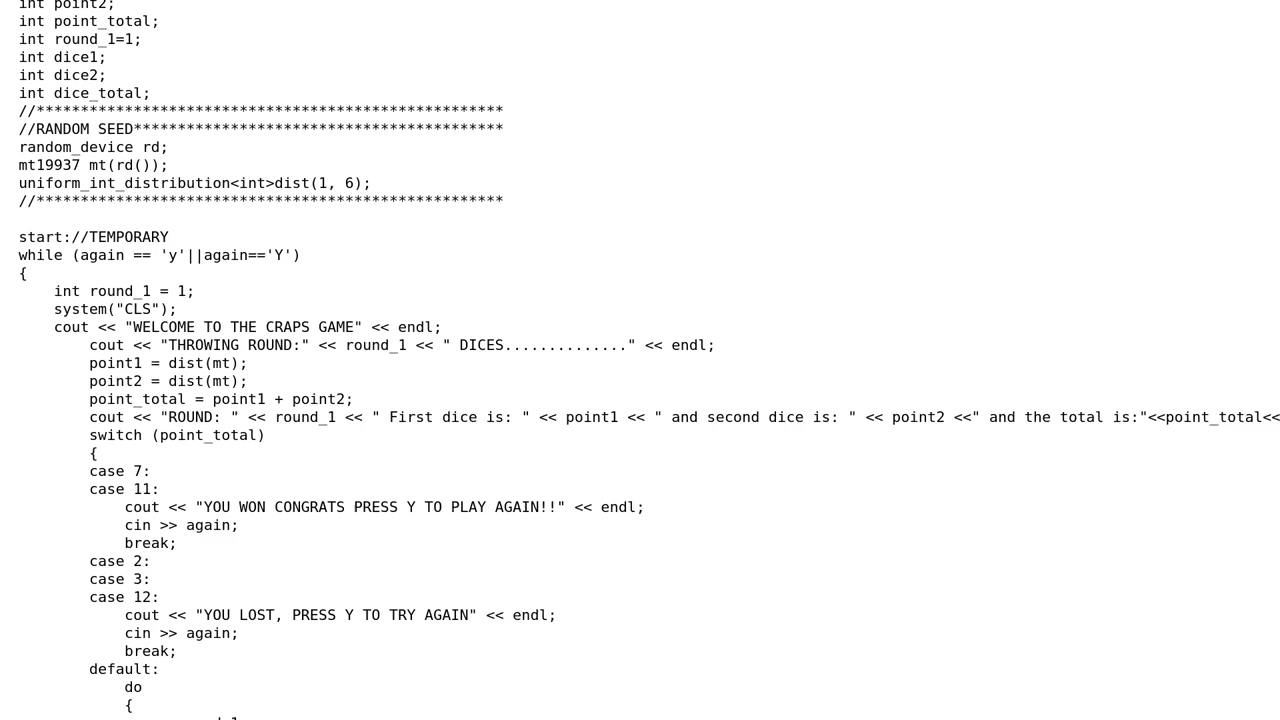 int point2;
int point_total;
int round_1=1;
int dice1;
int dice2;
int dice_total;
//*****************************************************
//RANDOM SEED******************************************
random_device rd;
mt19937 mt(rd());
uniform_int_distribution<int>dist(1, 6);
//*****************************************************
start://TEMPORARY
while (again == 'y'||again=='Y')
{
    int round_1 = 1;
    system("CLS");
    cout << "WELCOME TO THE CRAPS GAME" << endl;
        cout << "THROWING ROUND:" << round_1 << " DICES.............." << endl;
        point1 = dist(mt);
        point2 = dist(mt);
        point_total = point1 + point2;
        cout << "ROUND: " << round_1 << " First dice is: " << point1 << " and second dice is: " << point2 <<" and the total is:"<<point_total<<
        switch (point_total)
        {
        case 7:
        case 11:
            cout << "YOU WON CONGRATS PRESS Y TO PLAY AGAIN!!" << endl;
            cin >> again;
            break;
        case 2:
        case 3:
        case 12:
            cout << "YOU LOST, PRESS Y TO TRY AGAIN" << endl;
            cin >> again;
            break;
        default:
            do
            {